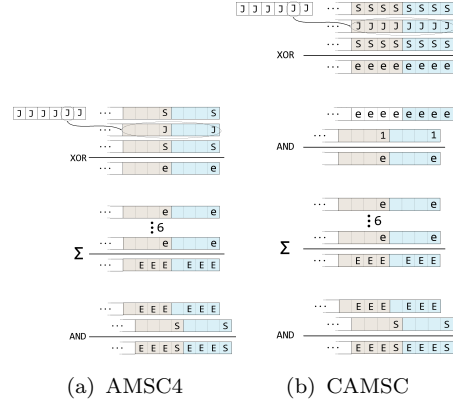 J J J J J J ··· S S
··· J J
··· S S
XOR
··· e e
··· e e
⋮6
··· e e
Σ
··· E E E E E E
··· E E E E E E
··· S S
AND
··· E E E S E E E S
(a) AMSC4
J J J J J J ··· S S S S S S S S
··· J J J J J J J J
··· S S S S S S S S
XOR
··· e e e e e e e e
··· e e e e e e e e
··· 1 1
AND
··· e e
··· e e
⋮6
··· e e
Σ
··· E E E E E E
··· E E E E E E
··· S S
AND
··· E E E S E E E S
(b) CAMSC